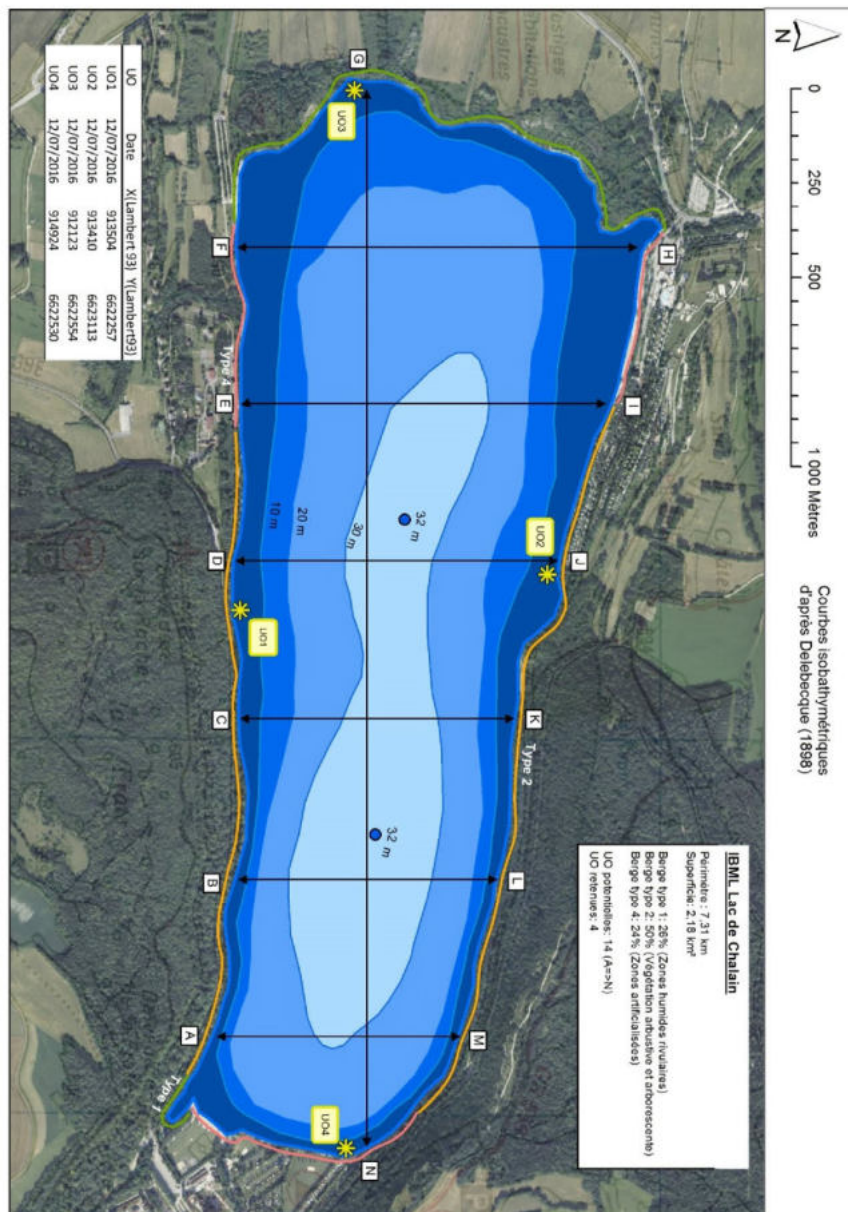 N
0 250 500 1 000 Mètres
Courbes isobathymétriques
d'après Delebecque (1898)
IBML Lac de Chalain
Périmètre : 7,31 km
Superficie: 2,18 km²
Berge type 1: 26% (Zones humides rivulaires)
Berge type 2: 50% (Végétation arbustive et arborescente)
Berge type 4: 24% (Zones artificialisées)
UO potentielles: 14 (A=>N)
UO retenues: 4
G
H
I
J
K
L
M
N
A
B
C
D
E
F
UO3
UO2
UO1
UO4
Type 4
Type 2
Type 1
10 m
20 m
30 m
32 m
32 m
UO Date X(Lambert 93) Y(Lambert93)
UO1 12/07/2016 913504 6622257
UO2 12/07/2016 913410 6623113
UO3 12/07/2016 912123 6622554
UO4 12/07/2016 914924 6622530